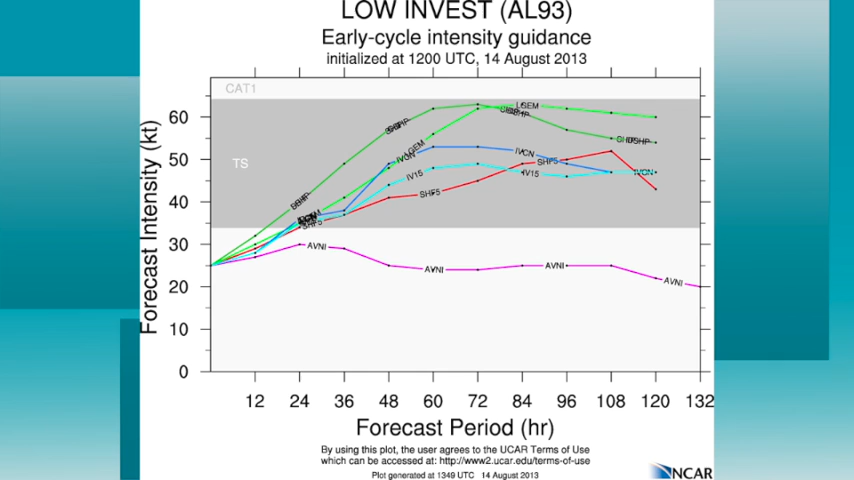 LOW INVEST (AL93)
Early-cycle intensity guidance
initialized at 1200 UTC, 14 August 2013
Forecast Intensity (kt)
CAT1
TS
60
50
40
30
20
10
0
LGEM
LGEM
IVCN
IVCN
IVCN
IV15
IV15
SHF5
SHF5
SHF5
AVNI
AVNI
AVNI
AVNI
12 24 36 48 60 72 84 96 108 120 132
Forecast Period (hr)
By using this plot, the user agrees to the UCAR Terms of Use
which can be accessed at: http://www2.ucar.edu/terms-of-use
Plot generated at 1349 UTC 14 August 2013
NCAR